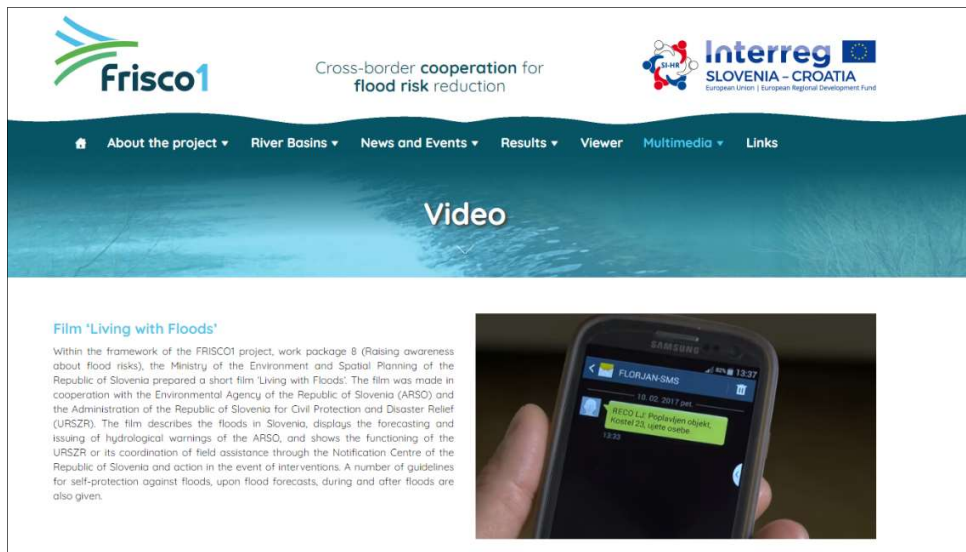 Frisco1
Cross-border cooperation for
flood risk reduction
SI-HR
Interreg
SLOVENIA – CROATIA
European Union | European Regional Development Fund
About the project
River Basins
News and Events
Results
Viewer
Multimedia
Links
Video
Film ‘Living with Floods’
Within the framework of the FRISCO1 project, work package 8 (Raising awareness
about flood risks), the Ministry of the Environment and Spatial Planning of the
Republic of Slovenia prepared a short film ‘Living with Floods’. The film was made in
cooperation with the Environmental Agency of the Republic of Slovenia (ARSO) and
the Administration of the Republic of Slovenia for Civil Protection and Disaster Relief
(URSZR). The film describes the floods in Slovenia, displays the forecasting and
issuing of hydrological warnings of the ARSO, and shows the functioning of the
URSZR or its coordination of field assistance through the Notification Centre of the
Republic of Slovenia and action in the event of interventions. A number of guidelines
for self-protection against floods, upon flood forecasts, during and after floods are
also given.
SAMSUNG
82% 13:37
FLORJAN-SMS
10. 02. 2017 pet.
RECO LJ: Poplavljen objekt,
Kostel 23, ujete osebe.
13:33